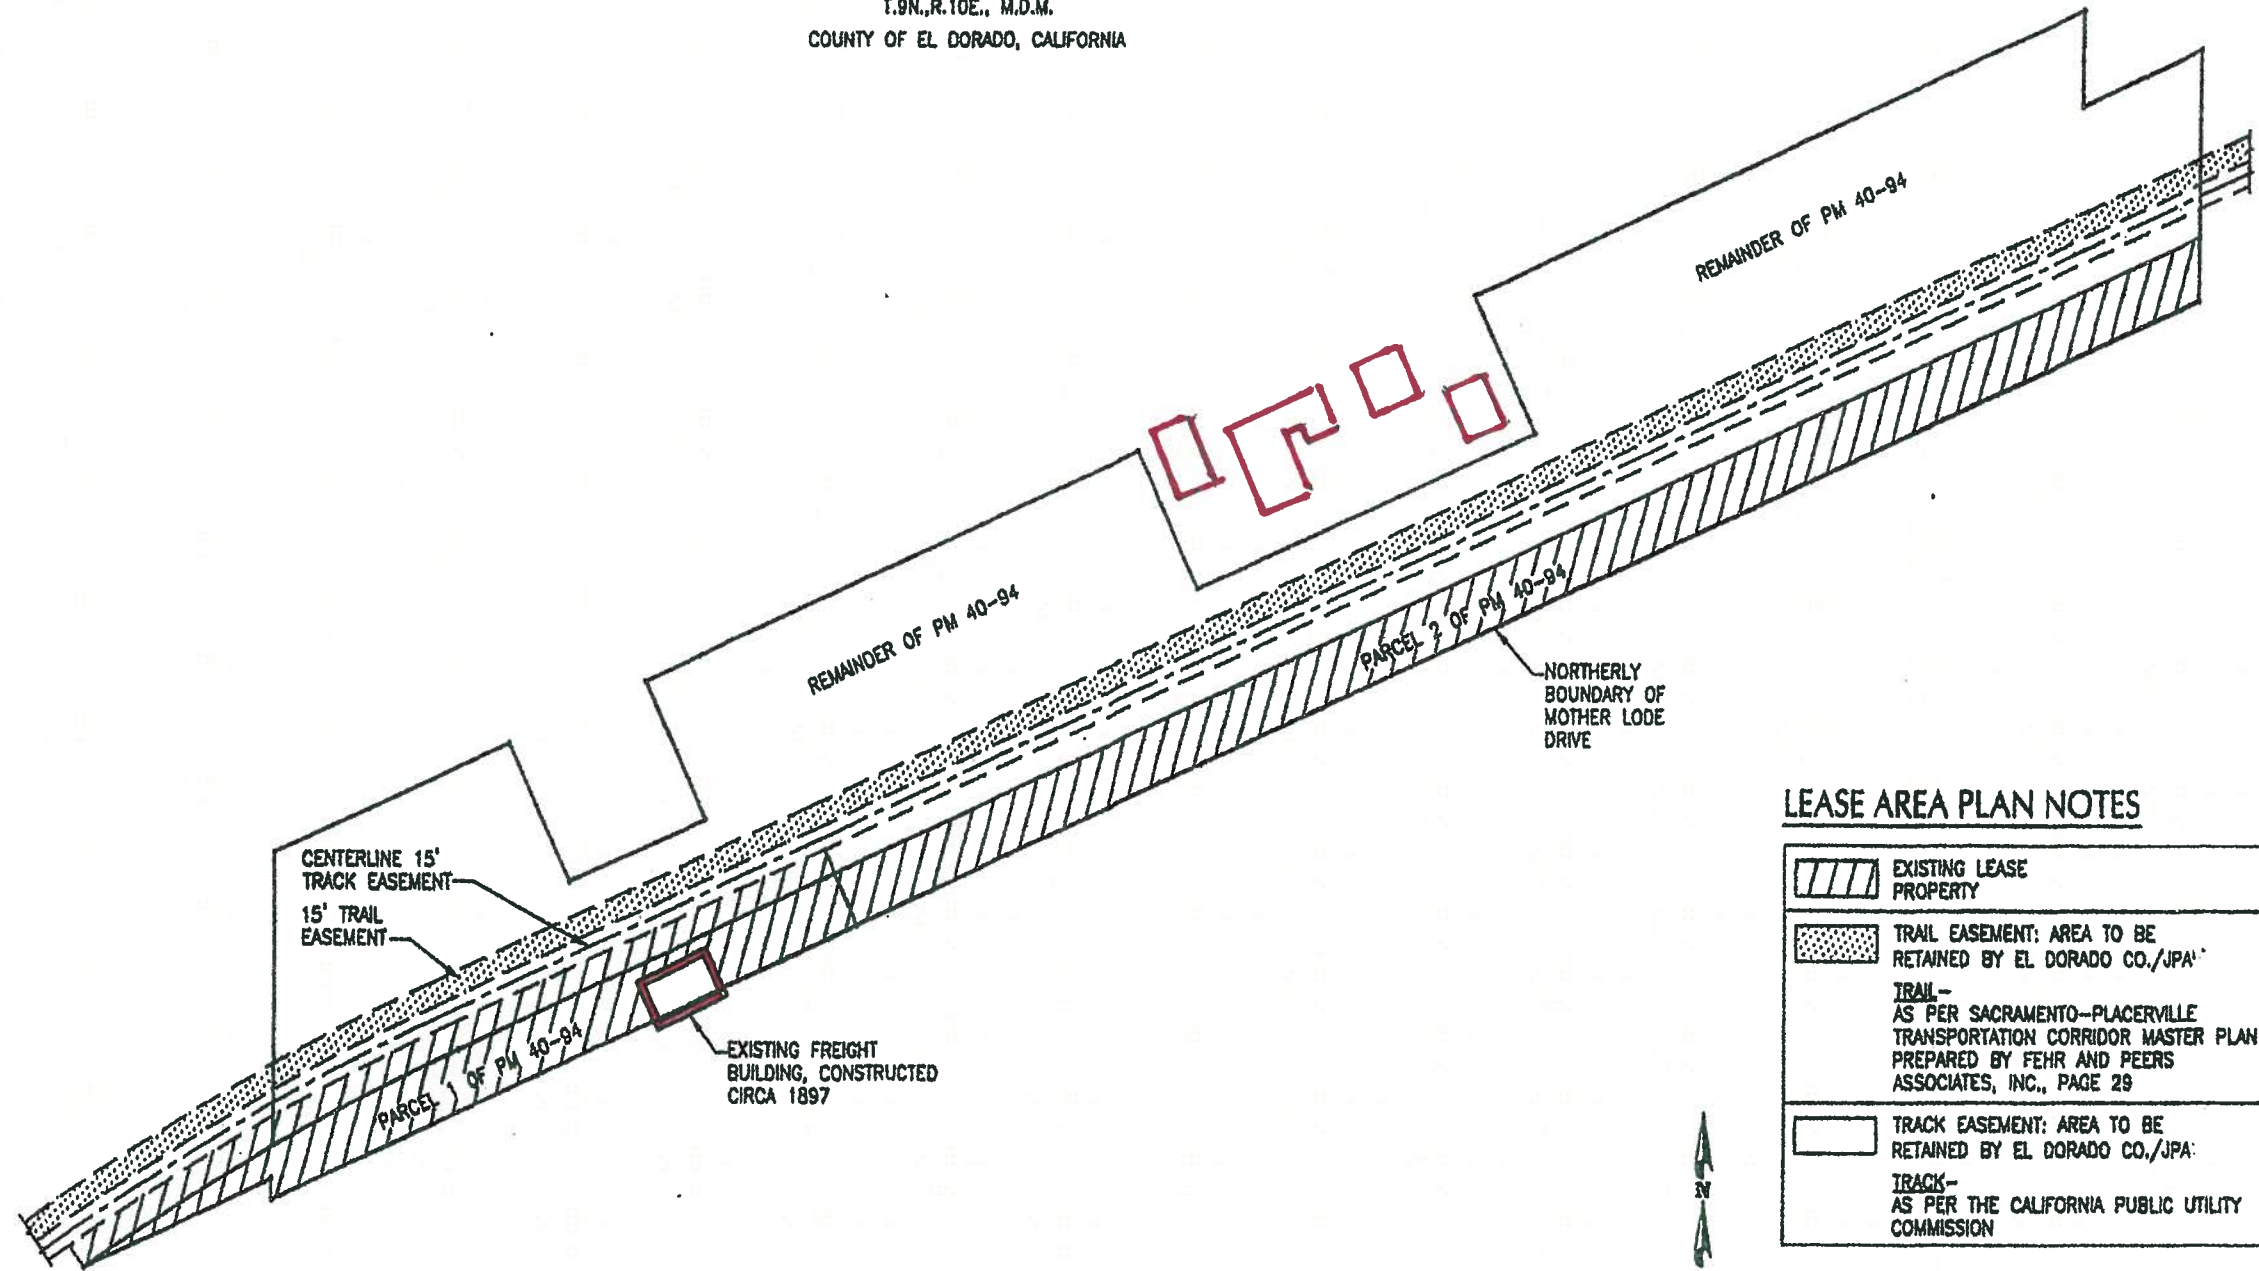 T.9N.,R.10E., M.D.M.
COUNTY OF EL DORADO, CALIFORNIA
REMAINDER OF PM 40-94
REMAINDER OF PM 40-94
PARCEL 2 OF PM 40-94
NORTHERLY
BOUNDARY OF
MOTHER LODE
DRIVE
CENTERLINE 15'
TRACK EASEMENT
15' TRAIL
EASEMENT
PARCEL 1 OF PM 40-94
EXISTING FREIGHT
BUILDING, CONSTRUCTED
CIRCA 1897
N
LEASE AREA PLAN NOTES
EXISTING LEASE
PROPERTY
TRAIL EASEMENT: AREA TO BE
RETAINED BY EL DORADO CO./JPA
TRAIL-
AS PER SACRAMENTO-PLACERVILLE
TRANSPORTATION CORRIDOR MASTER PLAN
PREPARED BY FEHR AND PEERS
ASSOCIATES, INC., PAGE 29
TRACK EASEMENT: AREA TO BE
RETAINED BY EL DORADO CO./JPA
TRACK-
AS PER THE CALIFORNIA PUBLIC UTILITY
COMMISSION